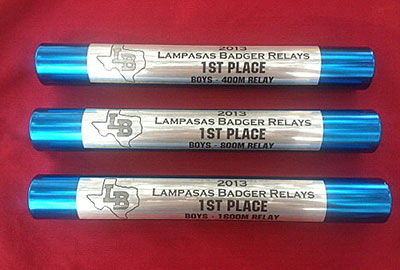 2013
LAMPASAS BADGER RELAYS
1ST PLACE
BOYS - 400M RELAY
LB
2013
LAMPASAS BADGER RELAYS
1ST PLACE
BOYS - 800M RELAY
LB
2013
LAMPASAS BADGER RELAYS
1ST PLACE
BOYS - 1600M RELAY
LB